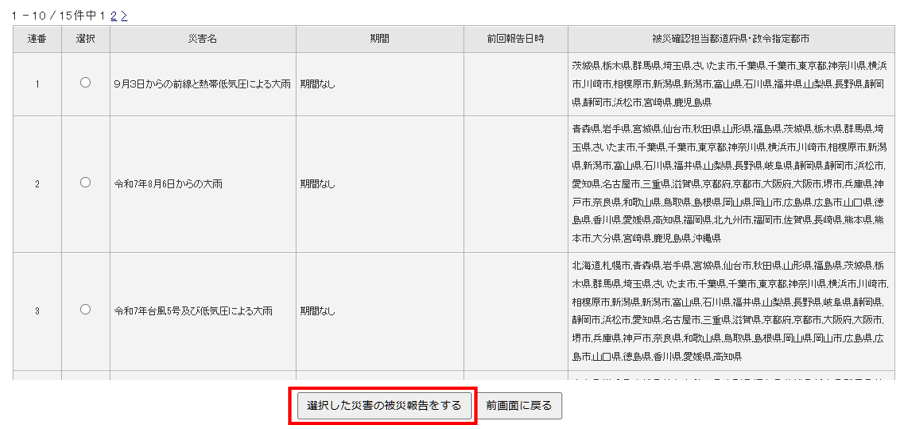 1 - 10 / 15件中 1 2 >
連番 選択 災害名 期間 前回報告日時 被災確認担当都道府県・政令指定都市
1 9月3日からの前線と熱帯低気圧による大雨 期間なし
茨城県,栃木県,群馬県,埼玉県,さいたま市,千葉県,千葉市,東京都,神奈川県,横浜
市,川崎市,相模原市,新潟県,新潟市,富山県,石川県,福井県,山梨県,長野県,静岡
県,静岡市,浜松市,宮崎県,鹿児島県
2 令和7年8月6日からの大雨 期間なし
青森県,岩手県,宮城県,仙台市,秋田県,山形県,福島県,茨城県,栃木県,群馬県,埼
玉県,さいたま市,千葉県,千葉市,東京都,神奈川県,横浜市,川崎市,相模原市,新潟
県,新潟市,富山県,石川県,福井県,山梨県,長野県,岐阜県,静岡県,静岡市,浜松市,
愛知県,名古屋市,三重県,滋賀県,京都府,京都市,大阪府,大阪市,堺市,兵庫県,神
戸市,奈良県,和歌山県,鳥取県,島根県,岡山県,岡山市,広島県,広島市,山口県,徳
島県,香川県,愛媛県,高知県,福岡県,北九州市,福岡市,佐賀県,長崎県,熊本県,熊
本市,大分県,宮崎県,鹿児島県,沖縄県
3 令和7年台風5号及び低気圧による大雨 期間なし
北海道,札幌市,青森県,岩手県,宮城県,仙台市,秋田県,山形県,福島県,茨城県,栃
木県,群馬県,埼玉県,さいたま市,千葉県,千葉市,東京都,神奈川県,横浜市,川崎市,
相模原市,新潟県,新潟市,富山県,石川県,福井県,山梨県,長野県,岐阜県,静岡県,
静岡市,浜松市,愛知県,名古屋市,三重県,滋賀県,京都府,京都市,大阪府,大阪市,
堺市,兵庫県,神戸市,奈良県,和歌山県,鳥取県,島根県,岡山県,岡山市,広島県,広
島市,山口県,徳島県,香川県,愛媛県,高知県
選択した災害の被災報告をする 前画面に戻る